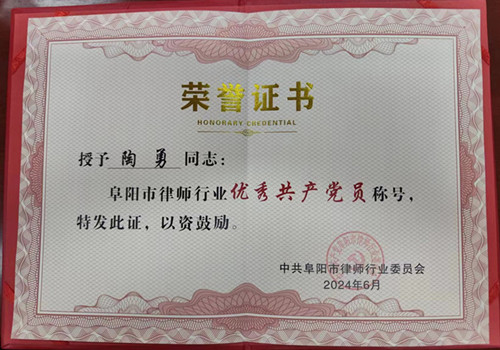 荣誉证书
HONORARY CREDENTIAL
授予 陶勇 同志：
阜阳市律师行业优秀共产党员称号，
特发此证，以资鼓励。
中共阜阳市律师行业委员会
2024年6月